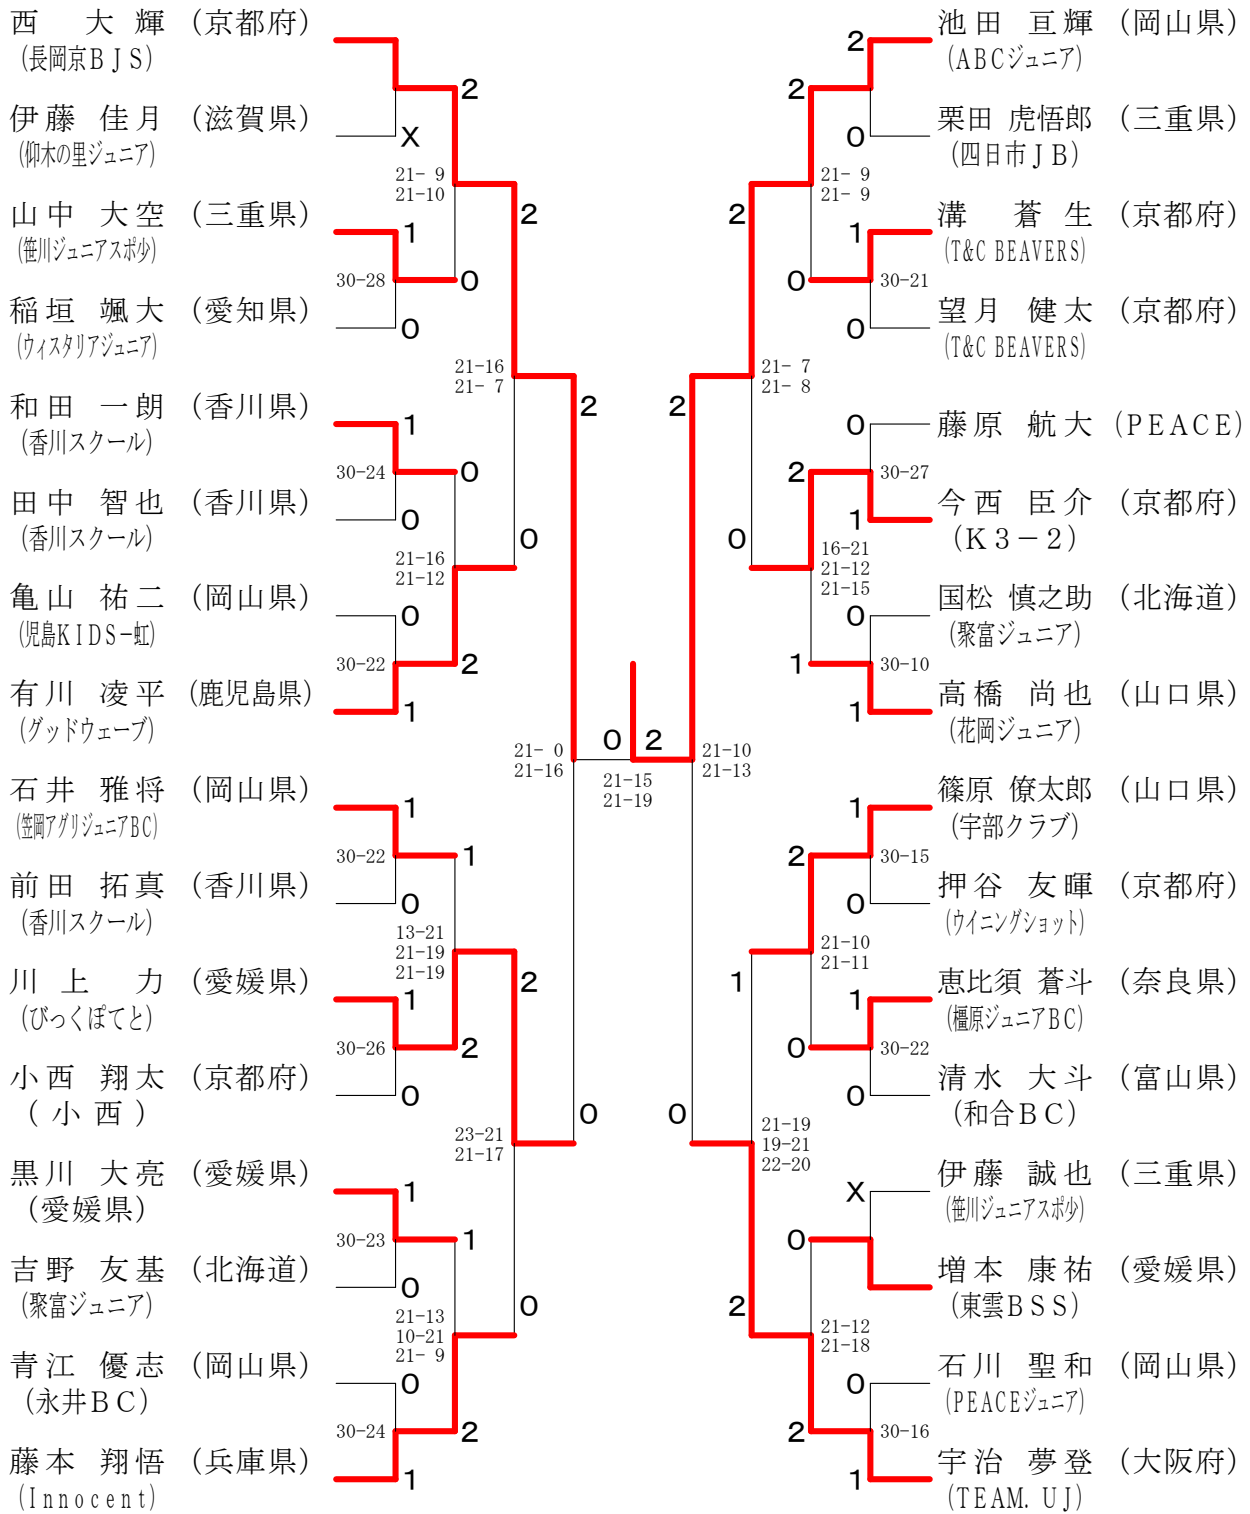 西　大輝 (京都府)
(長岡京ＢＪＳ)
2
伊藤 佳月 (滋賀県)
X
(仰木の里ジュニア)
21- 9
21-10
山中 大空 (三重県)
1
2
(笹川ジュニアスポ少)
30-28
0
稲垣 颯大 (愛知県)
0
(ウィスタリアジュニア)
21-16
21- 7
和田 一朗 (香川県)
1
2
(香川スクール)
30-24
0
田中 智也 (香川県)
0
(香川スクール)
0
21-16
21-12
亀山 祐二 (岡山県)
0
(児島KIDS-虹)
30-22
2
有川 凌平 (鹿児島県)
1
(グッドウェーブ)
21- 0
21-16
石井 雅将 (岡山県)
1
(笠岡アグリジュニアBC)
30-22
1
前田 拓真 (香川県)
0
(香川スクール)
13-21
21-19
21-19
川上　力 (愛媛県)
1
2
(びっくぽてと)
30-26
2
小西 翔太 (京都府)
0
(小西)
0
23-21
21-17
黒川 大亮 (愛媛県)
1
(愛媛県)
30-23
1
吉野 友基 (北海道)
0
(聚富ジュニア)
0
21-13
10-21
21- 9
青江 優志 (岡山県)
0
(永井ＢＣ)
30-24
2
藤本 翔悟 (兵庫県)
1
(Innocent)
0 2
21-15
21-19
池田 亘輝 (岡山県)
2
(ABCジュニア)
2
栗田 虎悟郎 (三重県)
0
(四日市ＪＢ)
21- 9
21- 9
溝　蒼生 (京都府)
1
2
(T&C BEAVERS)
30-21
0
望月 健太 (京都府)
0
(T&C BEAVERS)
21- 7
21- 8
藤原 航大 (PEACE)
0
2
30-27
2
今西 臣介 (京都府)
1
(Ｋ３－２)
0
16-21
21-12
21-15
国松 慎之助 (北海道)
0
(聚富ジュニア)
30-10
1
高橋 尚也 (山口県)
1
(花岡ジュニア)
21-10
21-13
篠原 僚太郎 (山口県)
1
(宇部クラブ)
30-15
2
押谷 友暉 (京都府)
0
(ウイニングショット)
21-10
21-11
恵比須 蒼斗 (奈良県)
1
1
(橿原ジュニアBC)
30-22
0
清水 大斗 (富山県)
0
(和合ＢＣ)
0
21-19
19-21
22-20
伊藤 誠也 (三重県)
X
(笹川ジュニアスポ少)
0
増本 康祐 (愛媛県)
(東雲ＢＳＳ)
2
21-12
21-18
石川 聖和 (岡山県)
0
(PEACEジュニア)
30-16
2
宇治 夢登 (大阪府)
1
(TEAM. UJ)